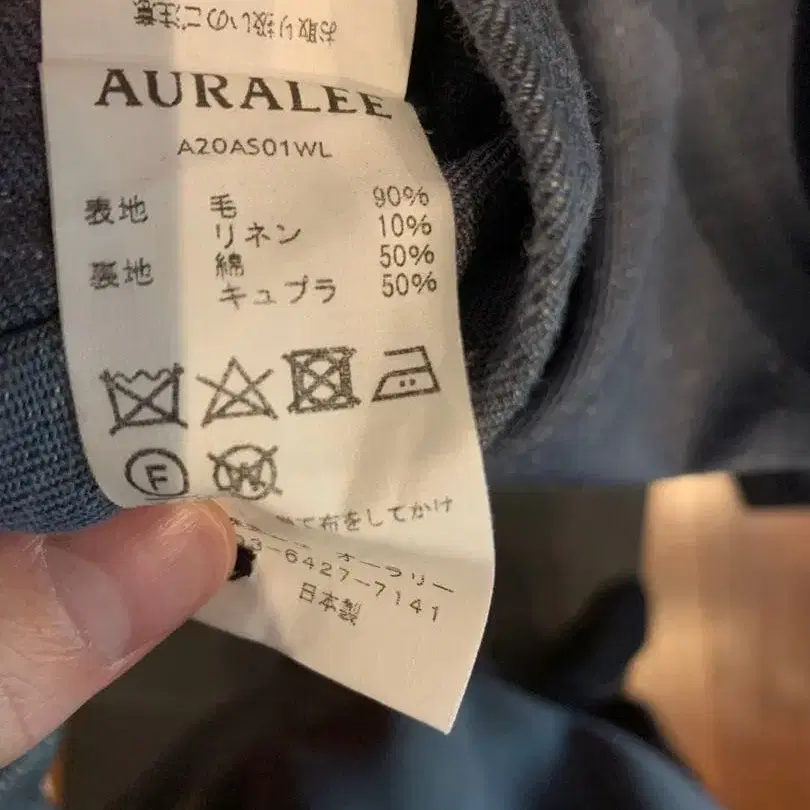 お取り扱いのご注意
AURALEE
A20AS01WL
表地 毛 90%
リネン 10%
裏地 綿 50%
キュプラ 50%
F
W
て布をしてかけ
オーラリー
3-6427-7141
日本製